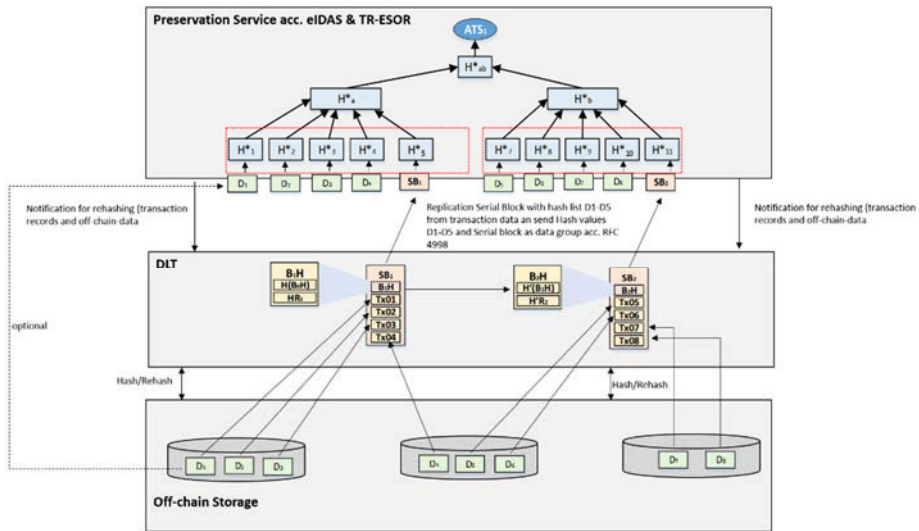 Preservation Service acc. eIDAS & TR-ESOR
ATS₁
H*ab
H*a
H*b
H*₁ H*₂ H*₃ H*₄ H*₅
H*₇ H*₈ H*₉ H*₁₀ H*₁₁
D₁ D₂ D₃ D₄ SB₁
D₅ D₆ D₇ D₈ SB₂
Notification for rehashing (transaction
records and off-chain-data
Replication Serial Block with hash list D1-D5
from transaction data an send Hash values
D1-D5 and Serial block as data group acc. RFC
4998
Notification for rehashing (transaction
records and off-chain-data
DLT
B₁H
H(B₀H)
HR₁
SB₁
Tx01
Tx02
Tx03
Tx04
H'(B₁H)
H'R₂
SB₂
B₂H
Tx05
Tx06
Tx07
Tx08
optional
Hash/Rehash
Hash/Rehash
D₁ D₂ D₃
D₅ D₆
D₇ D₈
Off-chain Storage